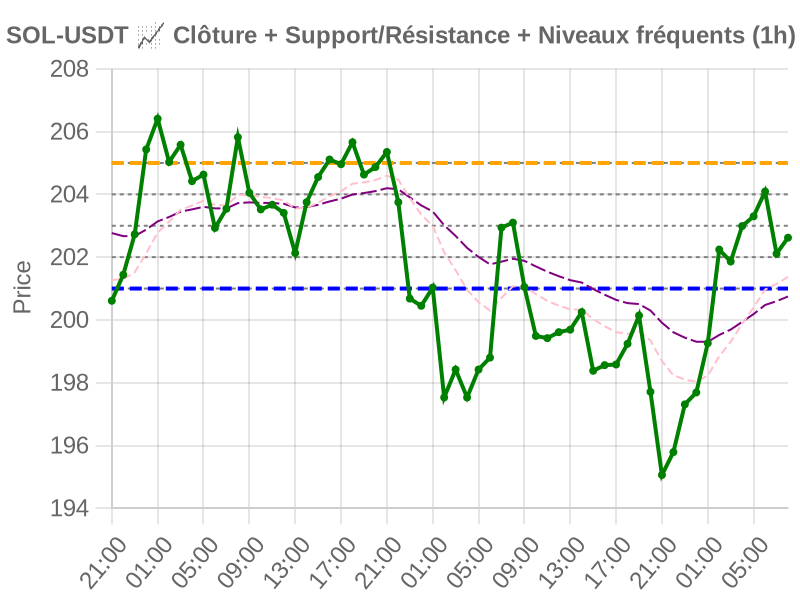 SOL-USDT 📈 Clôture + Support/Résistance + Niveaux fréquents (1h)
208
206
204
202
200
198
196
194
Price
21:00 01:00 05:00 09:00 13:00 17:00 21:00 01:00 05:00 09:00 13:00 17:00 21:00 01:00 05:00